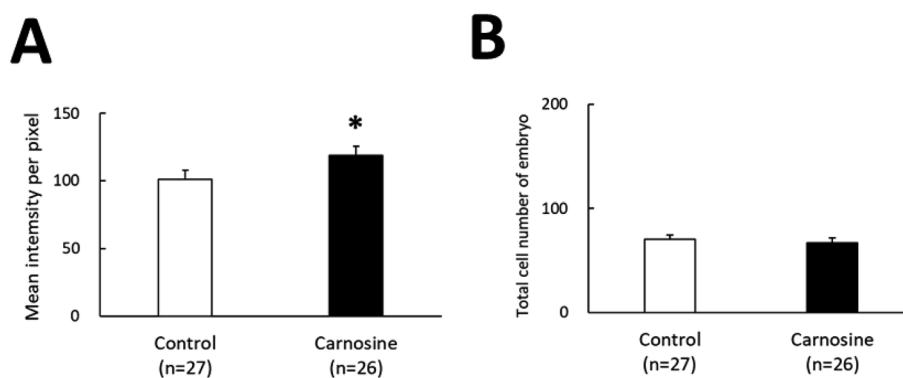 A
Mean intemsity per pixel
150
100
50
0
*
Control
(n=27)
Carnosine
(n=26)
B
Total cell number of embryo
200
100
0
Control
(n=27)
Carnosine
(n=26)